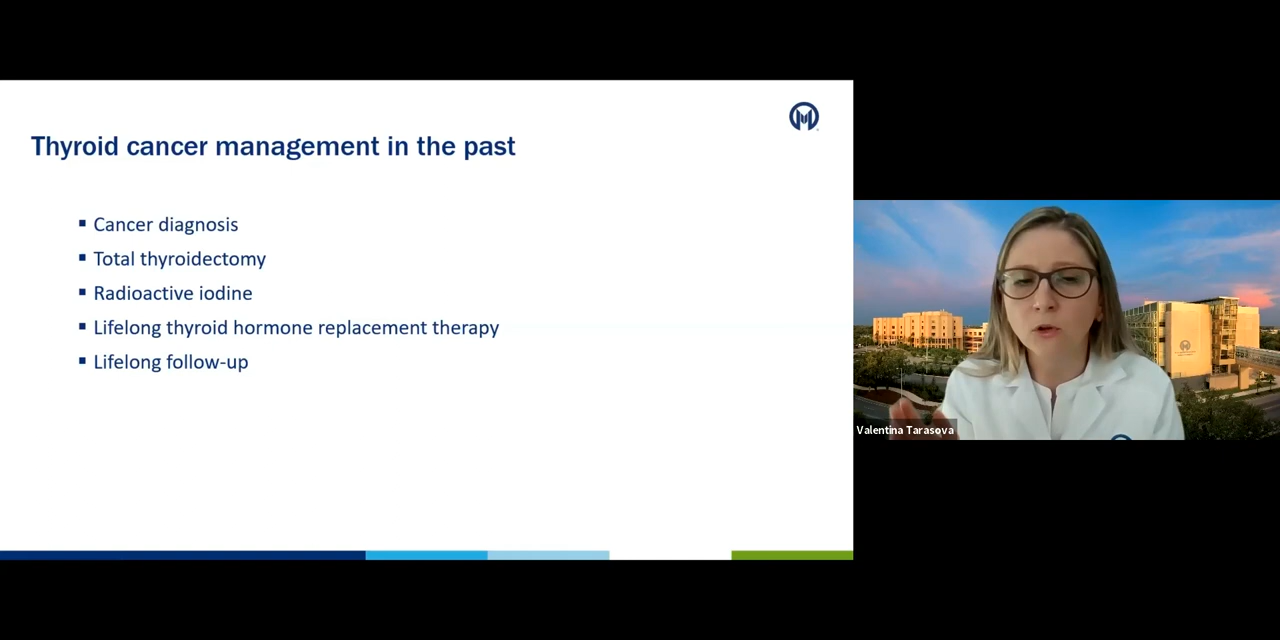 Thyroid cancer management in the past
Cancer diagnosis
Total thyroidectomy
Radioactive iodine
Lifelong thyroid hormone replacement therapy
Lifelong follow-up
Valentina Tarasova